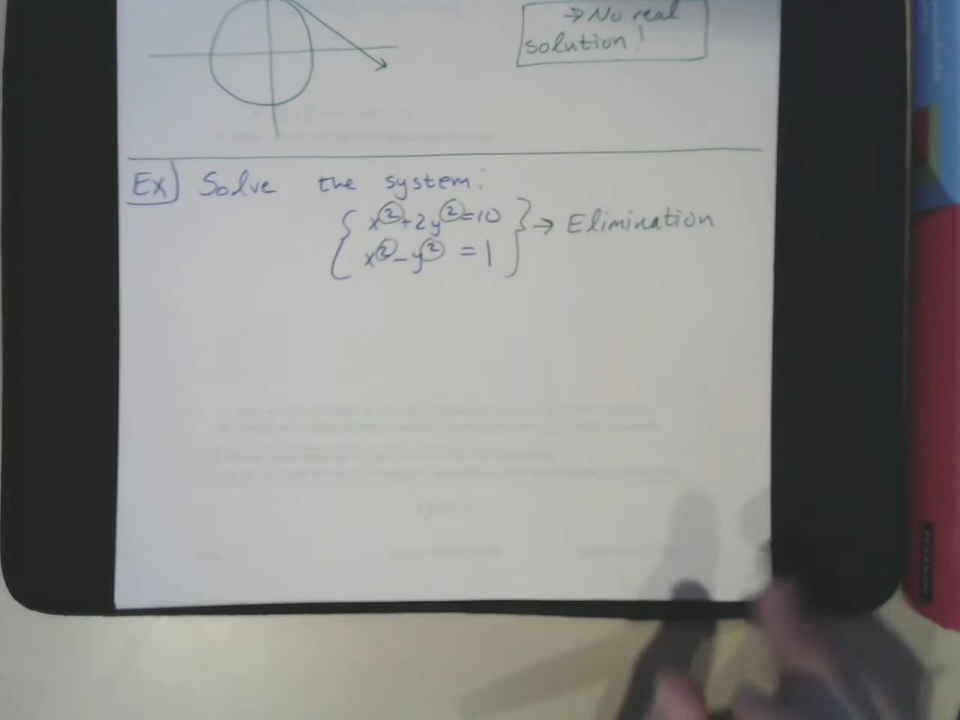 → No real
solution!
Ex) Solve the system:
x²+2y²=10 → Elimination
x²-y² = 1